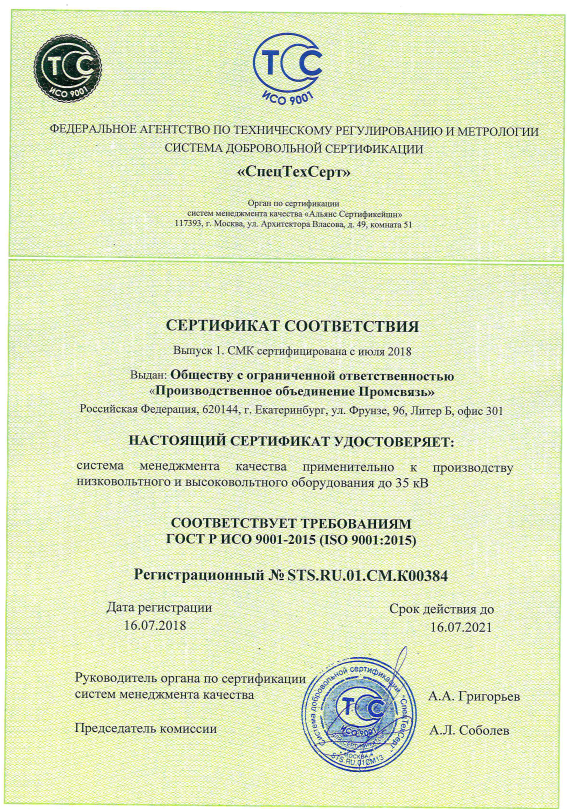 ТСС
ИСО 9001
ТСС
ИСО 9001
ФЕДЕРАЛЬНОЕ АГЕНТСТВО ПО ТЕХНИЧЕСКОМУ РЕГУЛИРОВАНИЮ И МЕТРОЛОГИИ
СИСТЕМА ДОБРОВОЛЬНОЙ СЕРТИФИКАЦИИ
«СпецТехСерт»
Орган по сертификации
систем менеджмента качества «Альянс Сертификейшн»
117393, г. Москва, ул. Архитектора Власова, д. 49, комната 51
СЕРТИФИКАТ СООТВЕТСТВИЯ
Выпуск 1. СМК сертифицирована с июля 2018
Выдан: Обществу с ограниченной ответственностью
«Производственное объединение Промсвязь»
Российская Федерация, 620144, г. Екатеринбург, ул. Фрунзе, 96, Литер Б, офис 301
НАСТОЯЩИЙ СЕРТИФИКАТ УДОСТОВЕРЯЕТ:
система менеджмента качества применительно к производству
низковольтного и высоковольтного оборудования до 35 кВ
СООТВЕТСТВУЕТ ТРЕБОВАНИЯМ
ГОСТ Р ИСО 9001-2015 (ISO 9001:2015)
Регистрационный № STS.RU.01.CM.K00384
Дата регистрации
16.07.2018
Срок действия до
16.07.2021
Руководитель органа по сертификации
систем менеджмента качества
А.А. Григорьев
Председатель комиссии
А.Л. Соболев
Система добровольной сертификации "СпецТехСерт"
ТСС
ИСО 9001
МОСКВА